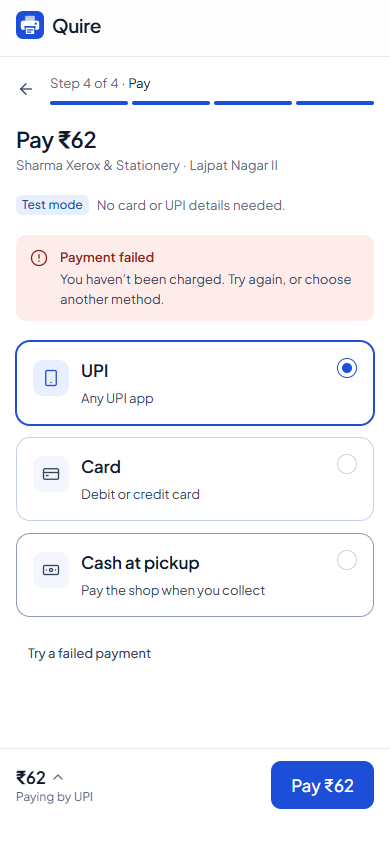 Quire
Step 4 of 4 · Pay
Pay ₹62
Sharma Xerox & Stationery · Lajpat Nagar II
Test mode No card or UPI details needed.
Payment failed
You haven't been charged. Try again, or choose
another method.
UPI
Any UPI app
Card
Debit or credit card
Cash at pickup
Pay the shop when you collect
Try a failed payment
₹62
Paying by UPI
Pay ₹62